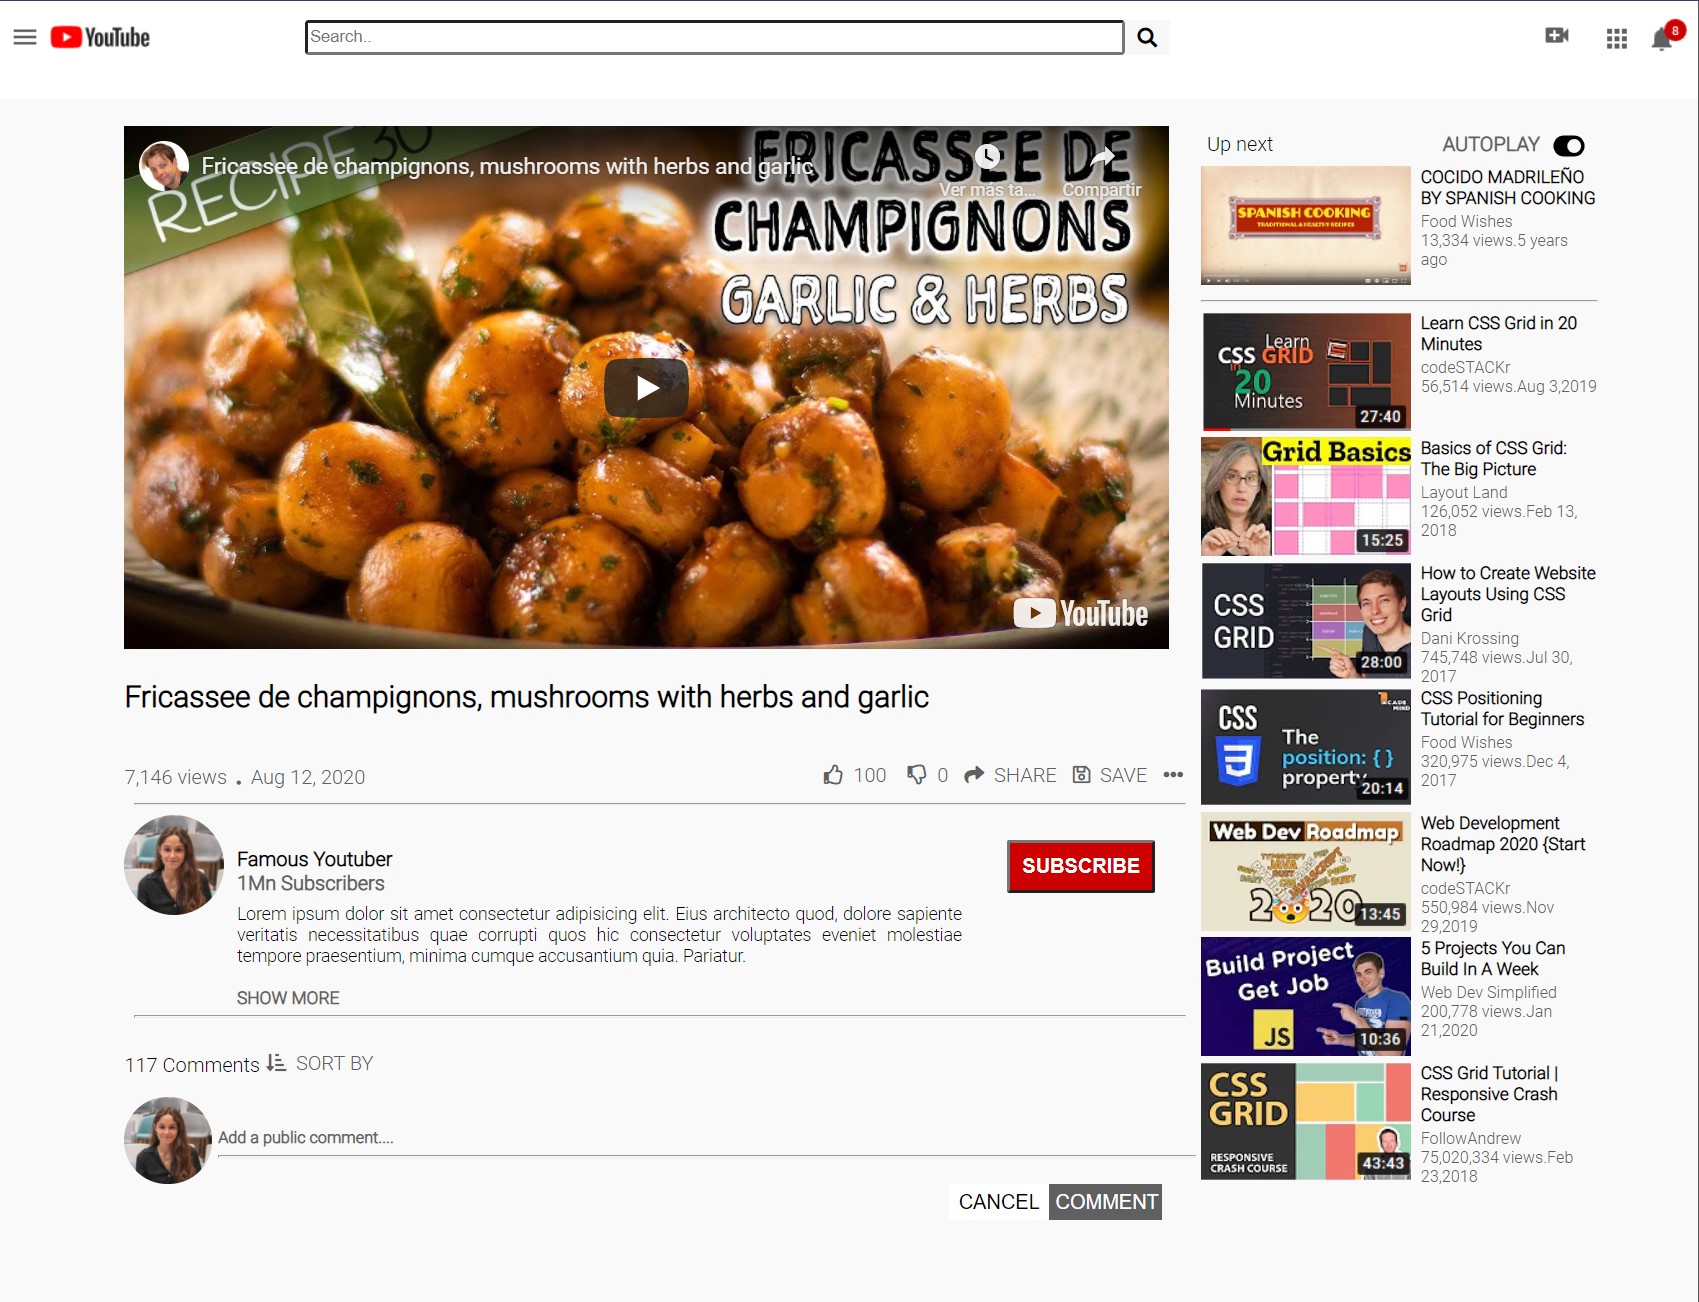 YouTube
Search..
8
RECIPE 30
Fricassee de champignons, mushrooms with herbs and garlic
FRICASSEE DE
CHAMPIGNONS
GARLIC & HERBS
Ver más ta...
Compartir
YouTube
Fricassee de champignons, mushrooms with herbs and garlic
7,146 views . Aug 12, 2020
100
0
SHARE
SAVE
Famous Youtuber
1Mn Subscribers
SUBSCRIBE
Lorem ipsum dolor sit amet consectetur adipisicing elit. Eius architecto quod, dolore sapiente
veritatis necessitatibus quae corrupti quos hic consectetur voluptates eveniet molestiae
tempore praesentium, minima cumque accusantium quia. Pariatur.
SHOW MORE
117 Comments
SORT BY
Add a public comment....
CANCEL
COMMENT
Up next
AUTOPLAY
SPANISH COOKING
TRADITIONAL & HEALTHY RECIPES
COCIDO MADRILEÑO
BY SPANISH COOKING
Food Wishes
13,334 views.5 years
ago
Learn
CSS GRID
in
20
Minutes
27:40
Learn CSS Grid in 20
Minutes
codeSTACKr
56,514 views.Aug 3,2019
Grid Basics
15:25
Basics of CSS Grid:
The Big Picture
Layout Land
126,052 views.Feb 13,
2018
CSS
GRID
28:00
How to Create Website
Layouts Using CSS
Grid
Dani Krossing
745,748 views.Jul 30,
2017
CSS
3
The
position: { }
property
20:14
CSS Positioning
Tutorial for Beginners
Food Wishes
320,975 views.Dec 4,
2017
Web Dev Roadmap
2020
13:45
Web Development
Roadmap 2020 {Start
Now!}
codeSTACKr
550,984 views.Nov
29,2019
Build Project
Get Job
JS
10:36
5 Projects You Can
Build In A Week
Web Dev Simplified
200,778 views.Jan
21,2020
CSS
GRID
RESPONSIVE
CRASH COURSE
43:43
CSS Grid Tutorial |
Responsive Crash
Course
FollowAndrew
75,020,334 views.Feb
23,2018